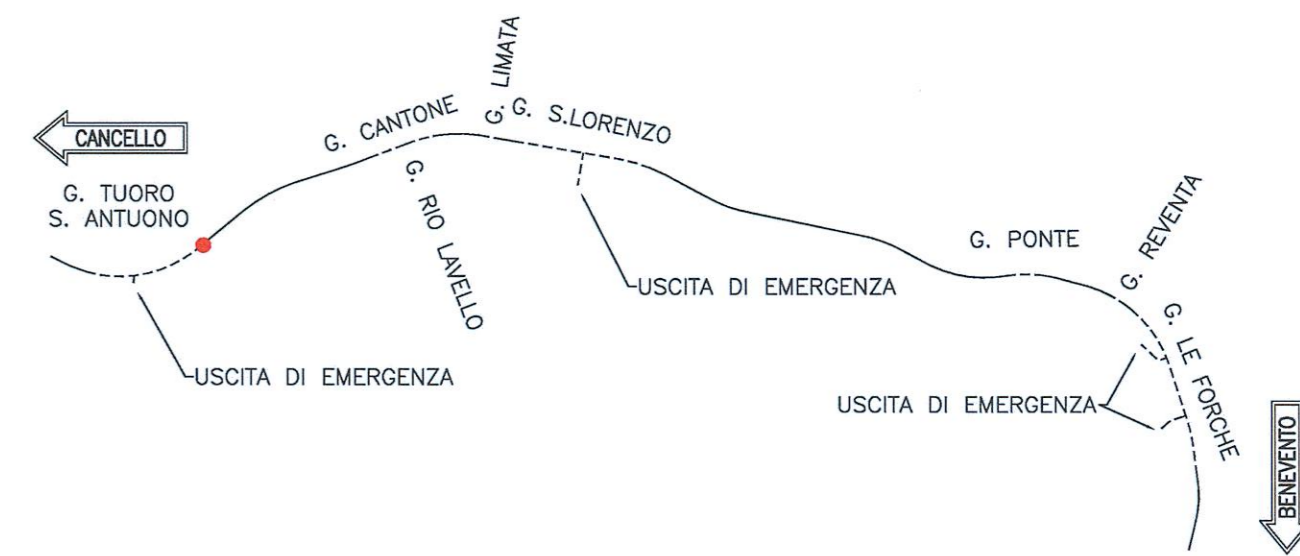 CANCELLO
G. TUORO
S. ANTUONO
G. CANTONE
G. LIMATA
G. S.LORENZO
G. RIO LAVELLO
USCITA DI EMERGENZA
USCITA DI EMERGENZA
G. PONTE
G. REVENTA
G. LE FORCHE
USCITA DI EMERGENZA
BENEVENTO